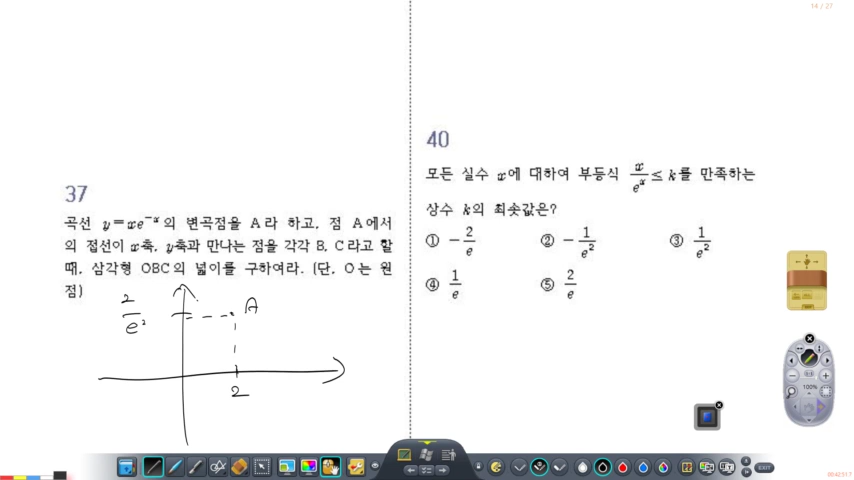 14 / 27
37
곡선 y=xe^{-x}의 변곡점을 A라 하고, 점 A에서
의 접선이 x축, y축과 만나는 점을 각각 B, C라고 할
때, 삼각형 OBC의 넓이를 구하여라. (단, O는 원
점)
2/e²
A
2
40
모든 실수 x에 대하여 부등식 x/e^x ≤ k를 만족하는
상수 k의 최솟값은?
① -2/e ② -1/e² ③ 1/e²
④ 1/e ⑤ 2/e
100%
EXIT